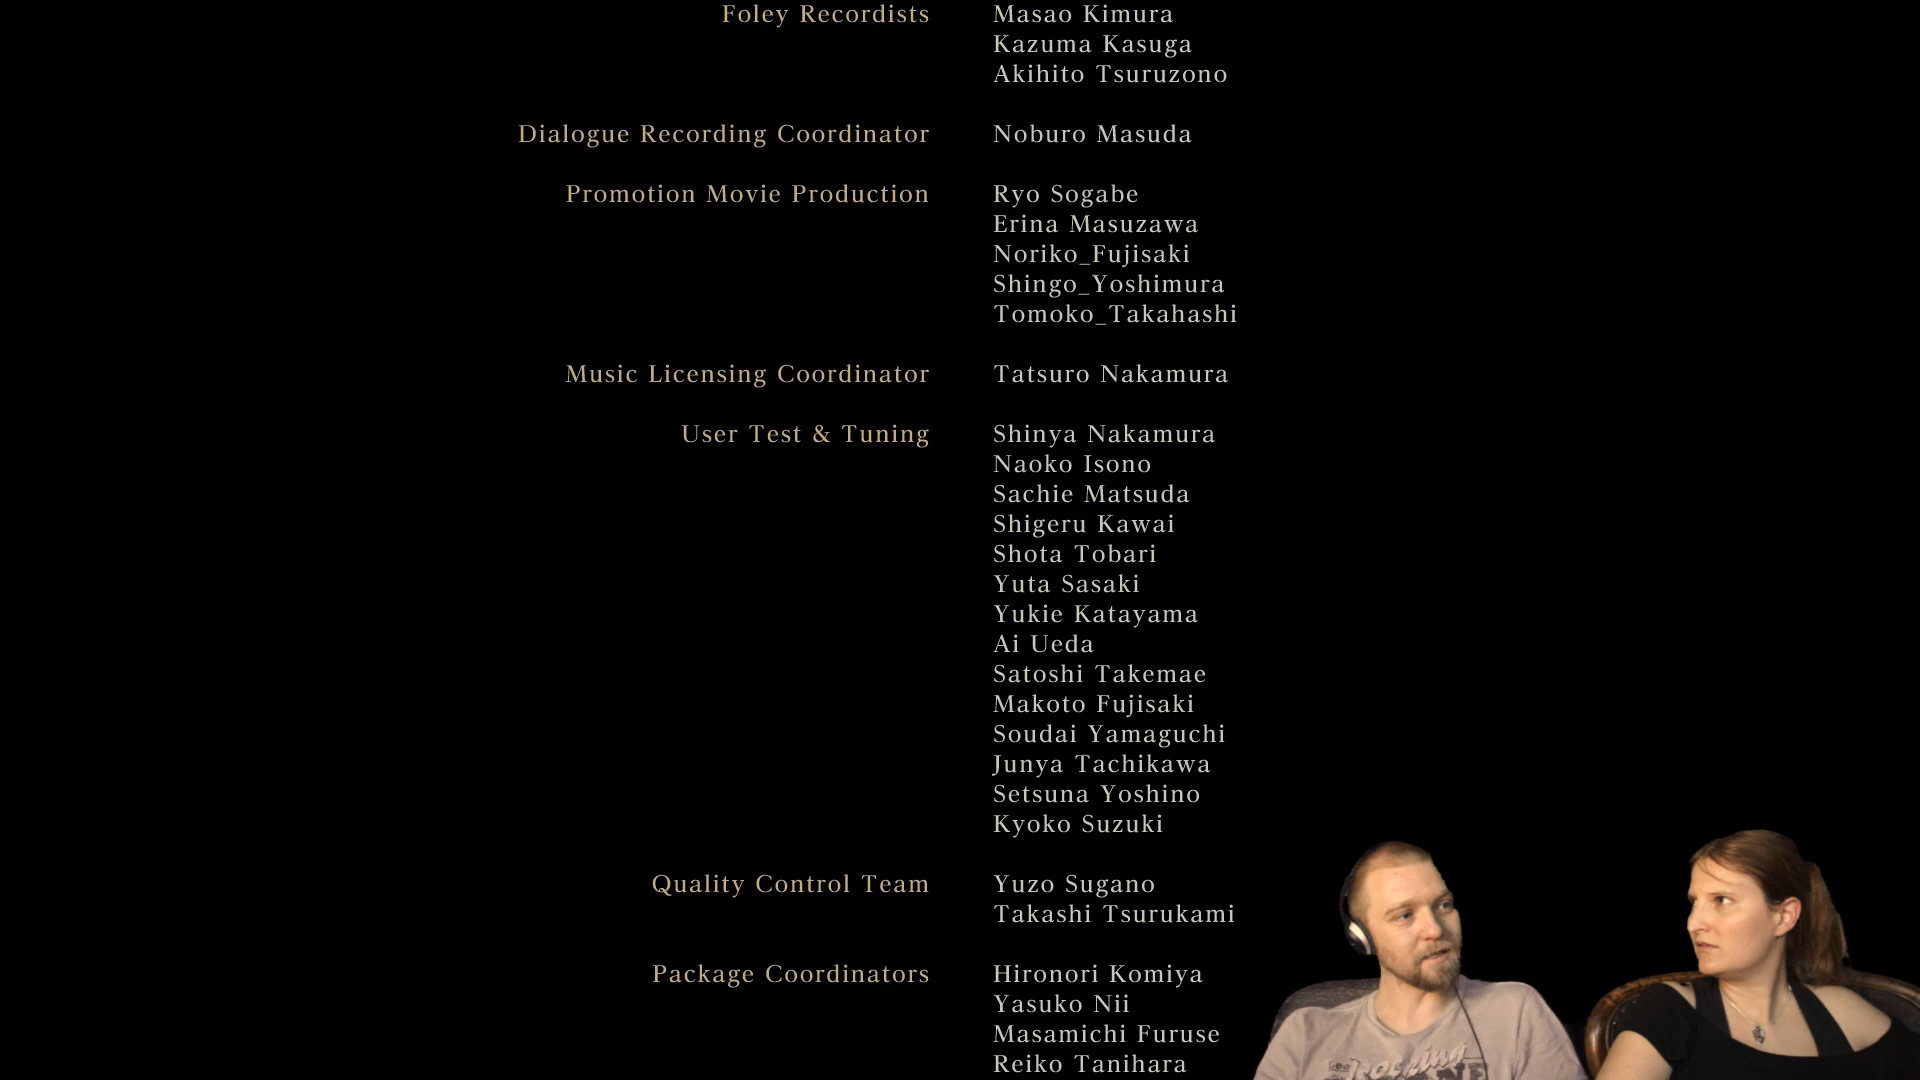 Foley Recordists Masao Kimura
Kazuma Kasuga
Akihito Tsuruzono
Dialogue Recording Coordinator Noburo Masuda
Promotion Movie Production Ryo Sogabe
Erina Masuzawa
Noriko_Fujisaki
Shingo_Yoshimura
Tomoko_Takahashi
Music Licensing Coordinator Tatsuro Nakamura
User Test & Tuning Shinya Nakamura
Naoko Isono
Sachie Matsuda
Shigeru Kawai
Shota Tobari
Yuta Sasaki
Yukie Katayama
Ai Ueda
Satoshi Takemae
Makoto Fujisaki
Soudai Yamaguchi
Junya Tachikawa
Setsuna Yoshino
Kyoko Suzuki
Quality Control Team Yuzo Sugano
Takashi Tsurukami
Package Coordinators Hironori Komiya
Yasuko Nii
Masamichi Furuse
Reiko Tanihara